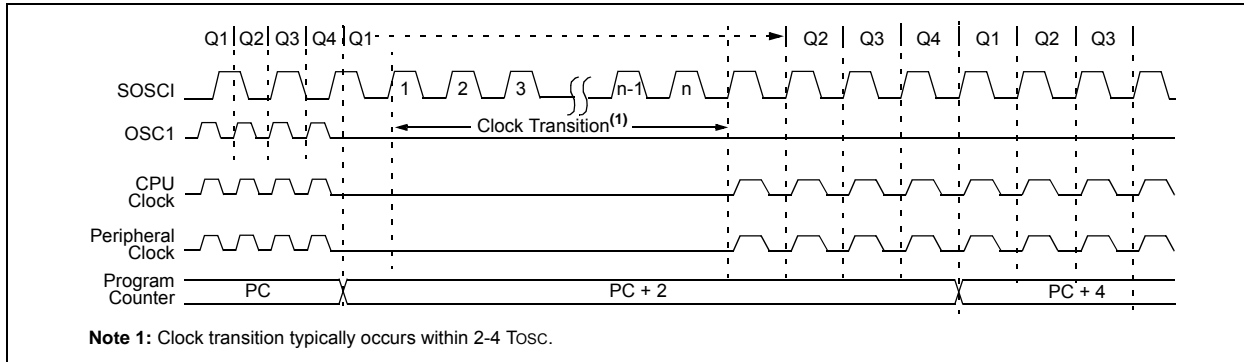 Q1 Q2 Q3 Q4 Q1 Q2 Q3 Q4 Q1 Q2 Q3
SOSCI 1 2 3 n-1 n
OSC1 Clock Transition(1)
CPU
Clock
Peripheral
Clock
Program
Counter PC PC + 2 PC + 4
Note 1: Clock transition typically occurs within 2-4 TOSC.